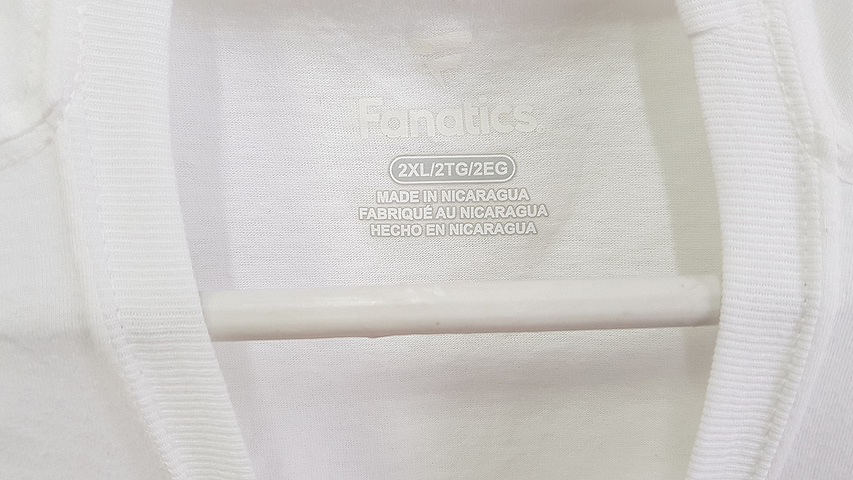 Fanatics
2XL/2TG/2EG
MADE IN NICARAGUA
FABRIQUÉ AU NICARAGUA
HECHO EN NICARAGUA